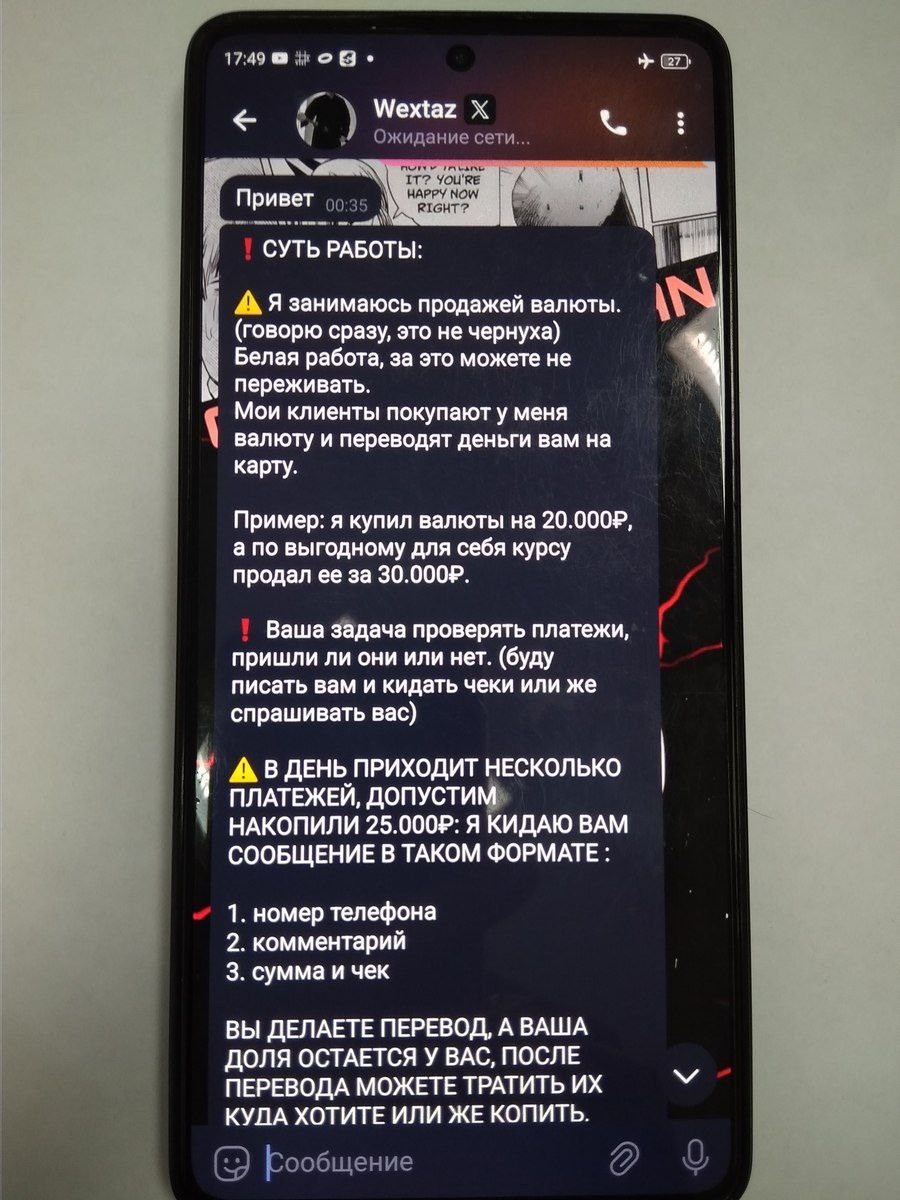 17:49
27
Wextaz
Ожидание сети...
IT? YOU'RE
HAPPY NOW
RIGHT?
Привет 00:35
❗ СУТЬ РАБОТЫ:
⚠️ Я занимаюсь продажей валюты.
(говорю сразу, это не чернуха)
Белая работа, за это можете не
переживать.
Мои клиенты покупают у меня
валюту и переводят деньги вам на
карту.
Пример: я купил валюты на 20.000₽,
а по выгодному для себя курсу
продал ее за 30.000₽.
❗ Ваша задача проверять платежи,
пришли ли они или нет. (буду
писать вам и кидать чеки или же
спрашивать вас)
⚠️ В ДЕНЬ ПРИХОДИТ НЕСКОЛЬКО
ПЛАТЕЖЕЙ, ДОПУСТИМ
НАКОПИЛИ 25.000₽: Я КИДАЮ ВАМ
СООБЩЕНИЕ В ТАКОМ ФОРМАТЕ :
1. номер телефона
2. комментарий
3. сумма и чек
ВЫ ДЕЛАЕТЕ ПЕРЕВОД, А ВАША
ДОЛЯ ОСТАЕТСЯ У ВАС, ПОСЛЕ
ПЕРЕВОДА МОЖЕТЕ ТРАТИТЬ ИХ
КУДА ХОТИТЕ ИЛИ ЖЕ КОПИТЬ.
Сообщение